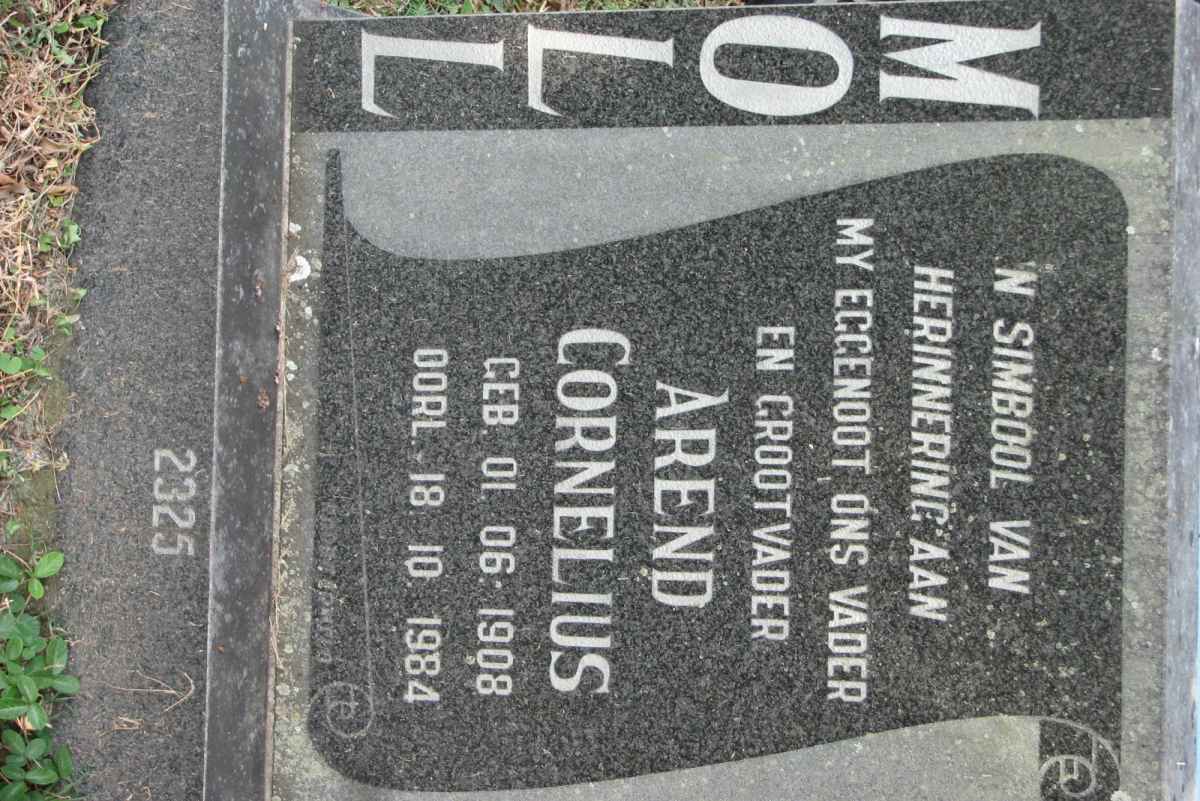 MOLL
'N SIMBOOL VAN
HERINNERING AAN
MY EGGENOOT, ONS VADER
EN GROOTVADER
AREND
CORNELIUS
GEB. 01. 06. 1908
OORL. 18 10 1984
2325